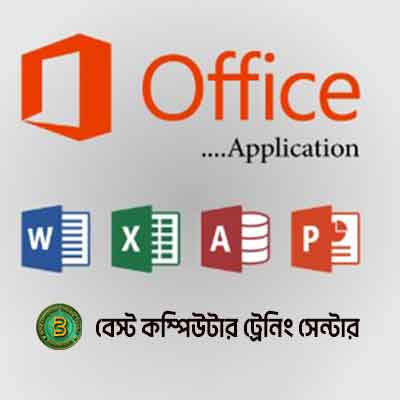 Office
....Application
W X A P
বেস্ট কম্পিউটার ট্রেনিং সেন্টার